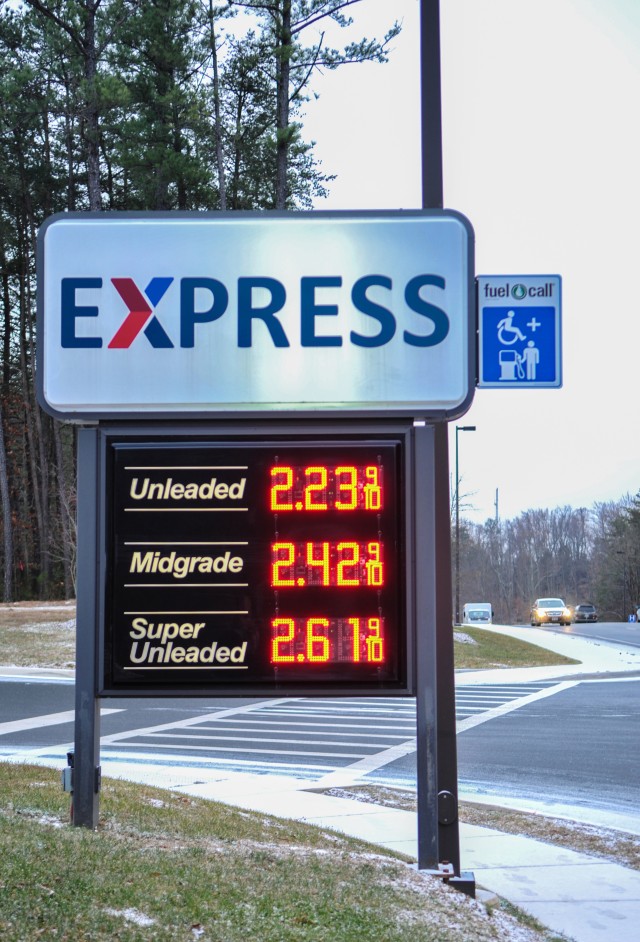 EXPRESS
fuel call
Unleaded 2.23 9/10
Midgrade 2.42 9/10
Super
Unleaded 2.61 9/10